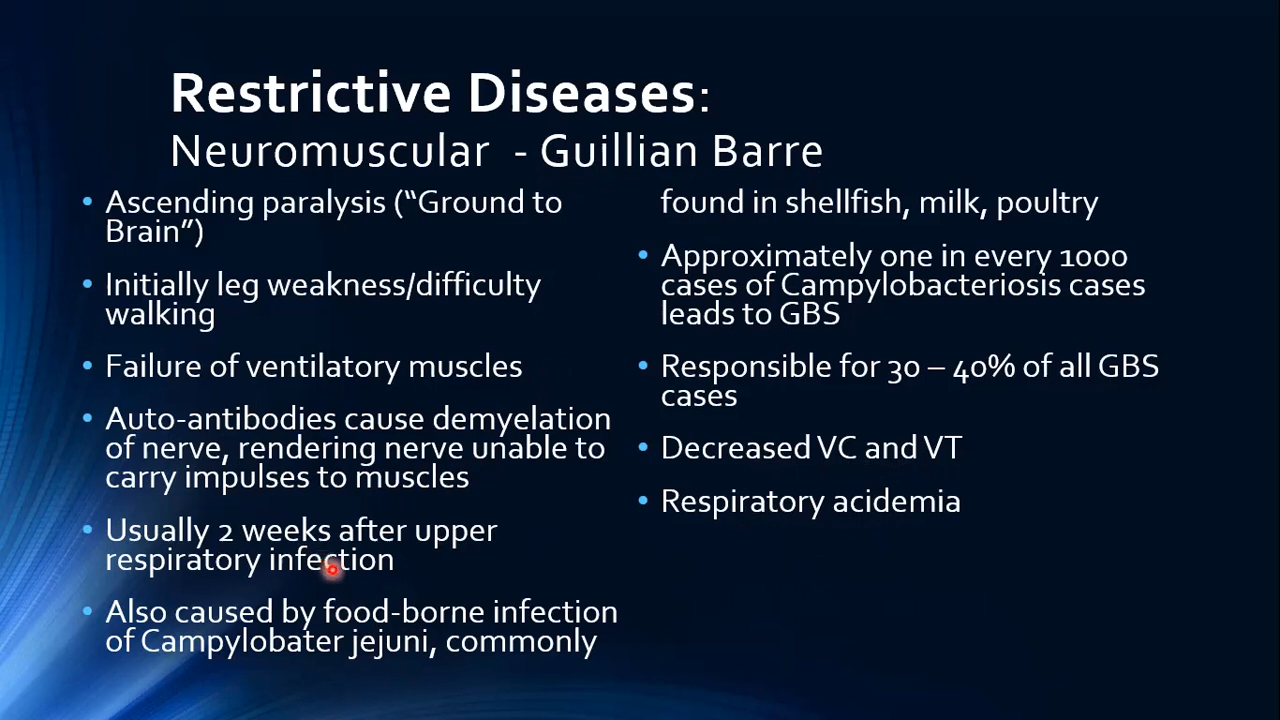 Restrictive Diseases:
Neuromuscular - Guillian Barre
• Ascending paralysis (“Ground to
Brain”)
• Initially leg weakness/difficulty
walking
• Failure of ventilatory muscles
• Auto-antibodies cause demyelation
of nerve, rendering nerve unable to
carry impulses to muscles
• Usually 2 weeks after upper
respiratory infection
• Also caused by food-borne infection
of Campylobater jejuni, commonly
found in shellfish, milk, poultry
• Approximately one in every 1000
cases of Campylobacteriosis cases
leads to GBS
• Responsible for 30 – 40% of all GBS
cases
• Decreased VC and VT
• Respiratory acidemia